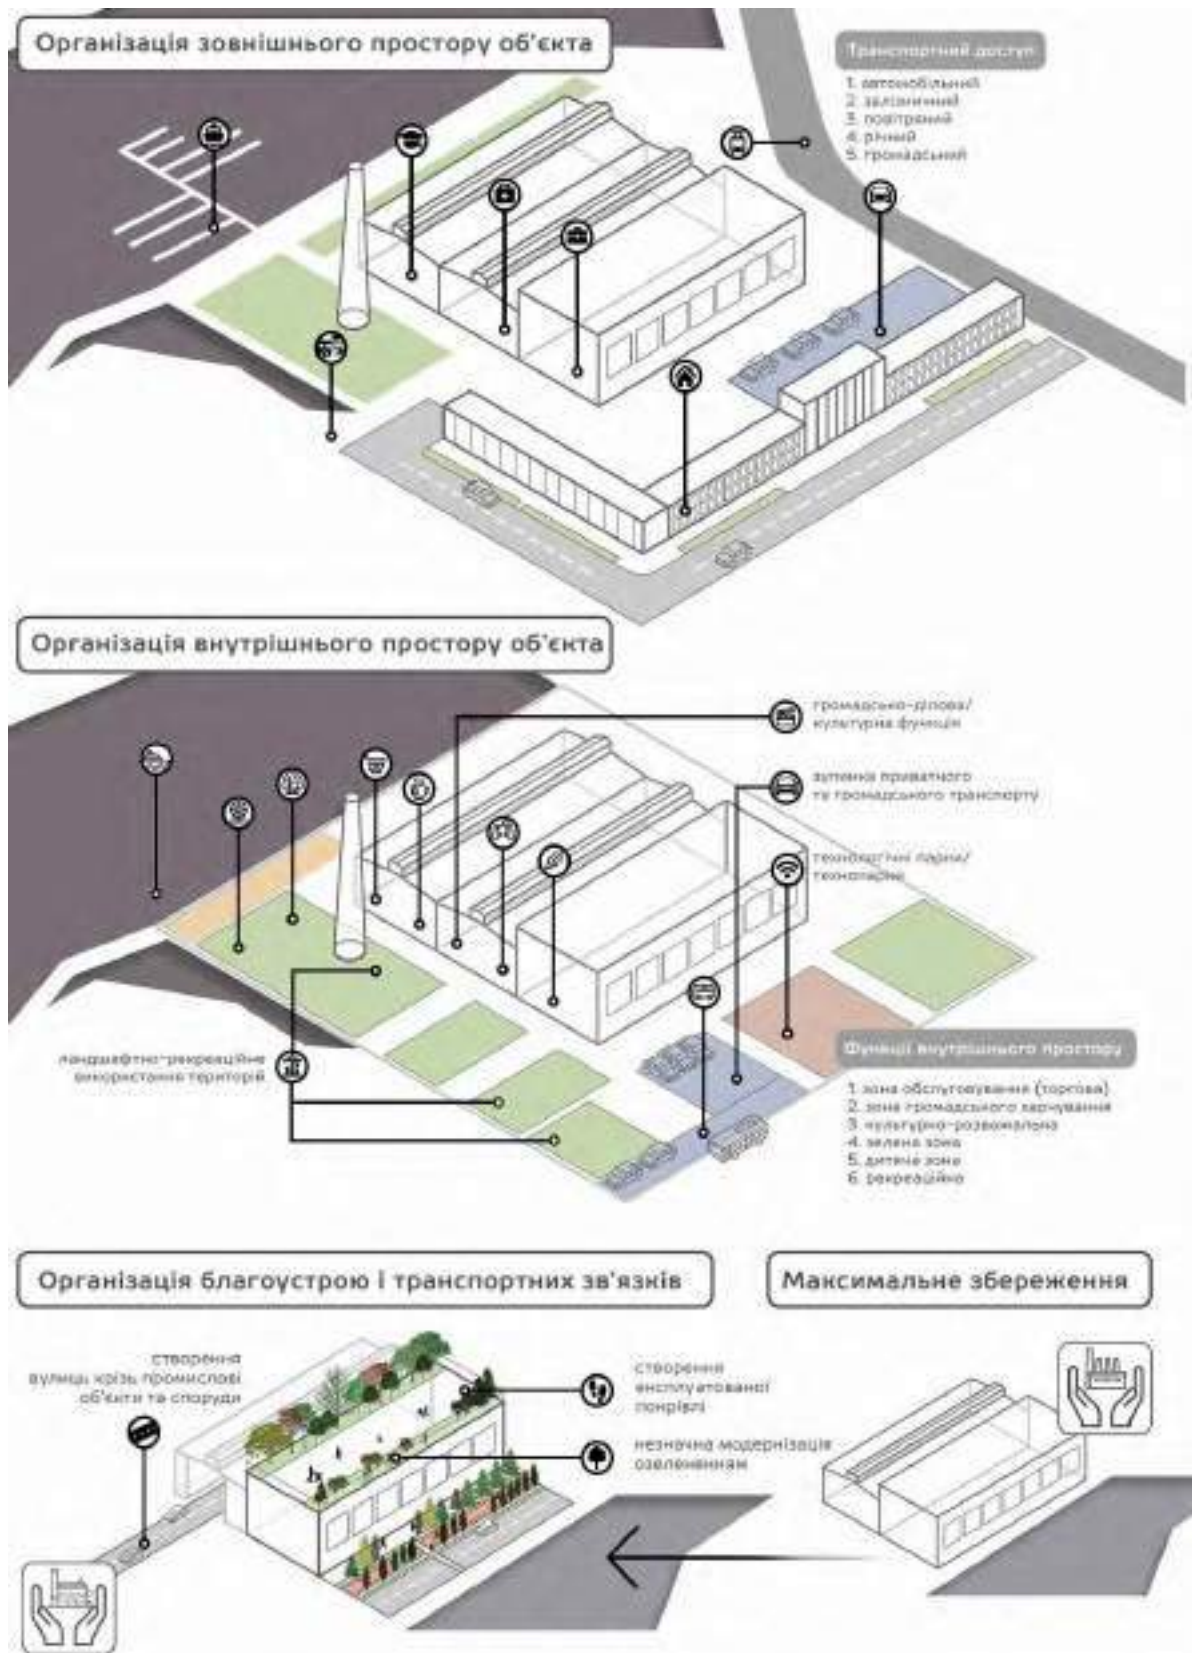 Організація зовнішнього простору об'єкта
Транспортний доступ
1. автомобільний
2. залізничний
3. повітряний
4. річний
5. громадський
Організація внутрішнього простору об'єкта
громадсько-ділова/
культурна функція
зупинка приватного
та громадського транспорту
технологічні парки/
технопарки
ландшафтно-рекреаційне
використання територій
Функції внутрішнього простору
1. зона обслуговування (торгова)
2. зона громадського харчування
3. культурно-розважальна
4. зелена зона
5. дитяча зона
6. рекреаційна
Організація благоустрою і транспортних зв'язків
Максимальне збереження
створення
вулиць крізь промислові
об'єкти та споруди
створення
експлуатованої
покрівлі
незначна модернізація
озелененням